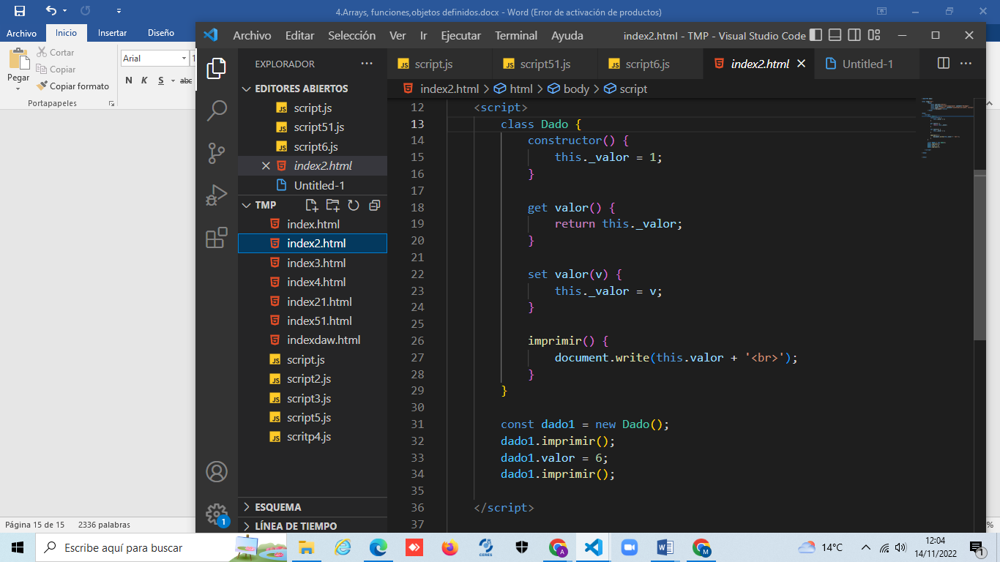 4.Arrays, funciones,objetos definidos.docx - Word (Error de activación de productos)
Archivo Inicio Insertar Diseño
Pegar
Cortar
Copiar
Copiar formato
Portapapeles
Arial 1
N K S abc
Archivo Editar Selección Ver Ir Ejecutar Terminal Ayuda index2.html - TMP - Visual Studio Code
EXPLORADOR
EDITORES ABIERTOS
script.js
script51.js
script6.js
index2.html
Untitled-1
TMP
index.html
index2.html
index3.html
index4.html
index21.html
index51.html
indexdaw.html
script.js
script2.js
script3.js
script5.js
scritp4.js
ESQUEMA
LÍNEA DE TIEMPO
1
script.js script51.js script6.js index2.html Untitled-1
index2.html > html > body > script
12 <script>
13 class Dado {
14 constructor() {
15 this._valor = 1;
16 }
17
18 get valor() {
19 return this._valor;
20 }
21
22 set valor(v) {
23 this._valor = v;
24 }
25
26 imprimir() {
27 document.write(this.valor + '<br>');
28 }
29 }
30
31 const dado1 = new Dado();
32 dado1.imprimir();
33 dado1.valor = 6;
34 dado1.imprimir();
35
36 </script>
37
Página 15 de 15 2336 palabras
%
Escribe aquí para buscar
CERES
A
M
14°C
12:04
14/11/2022
1